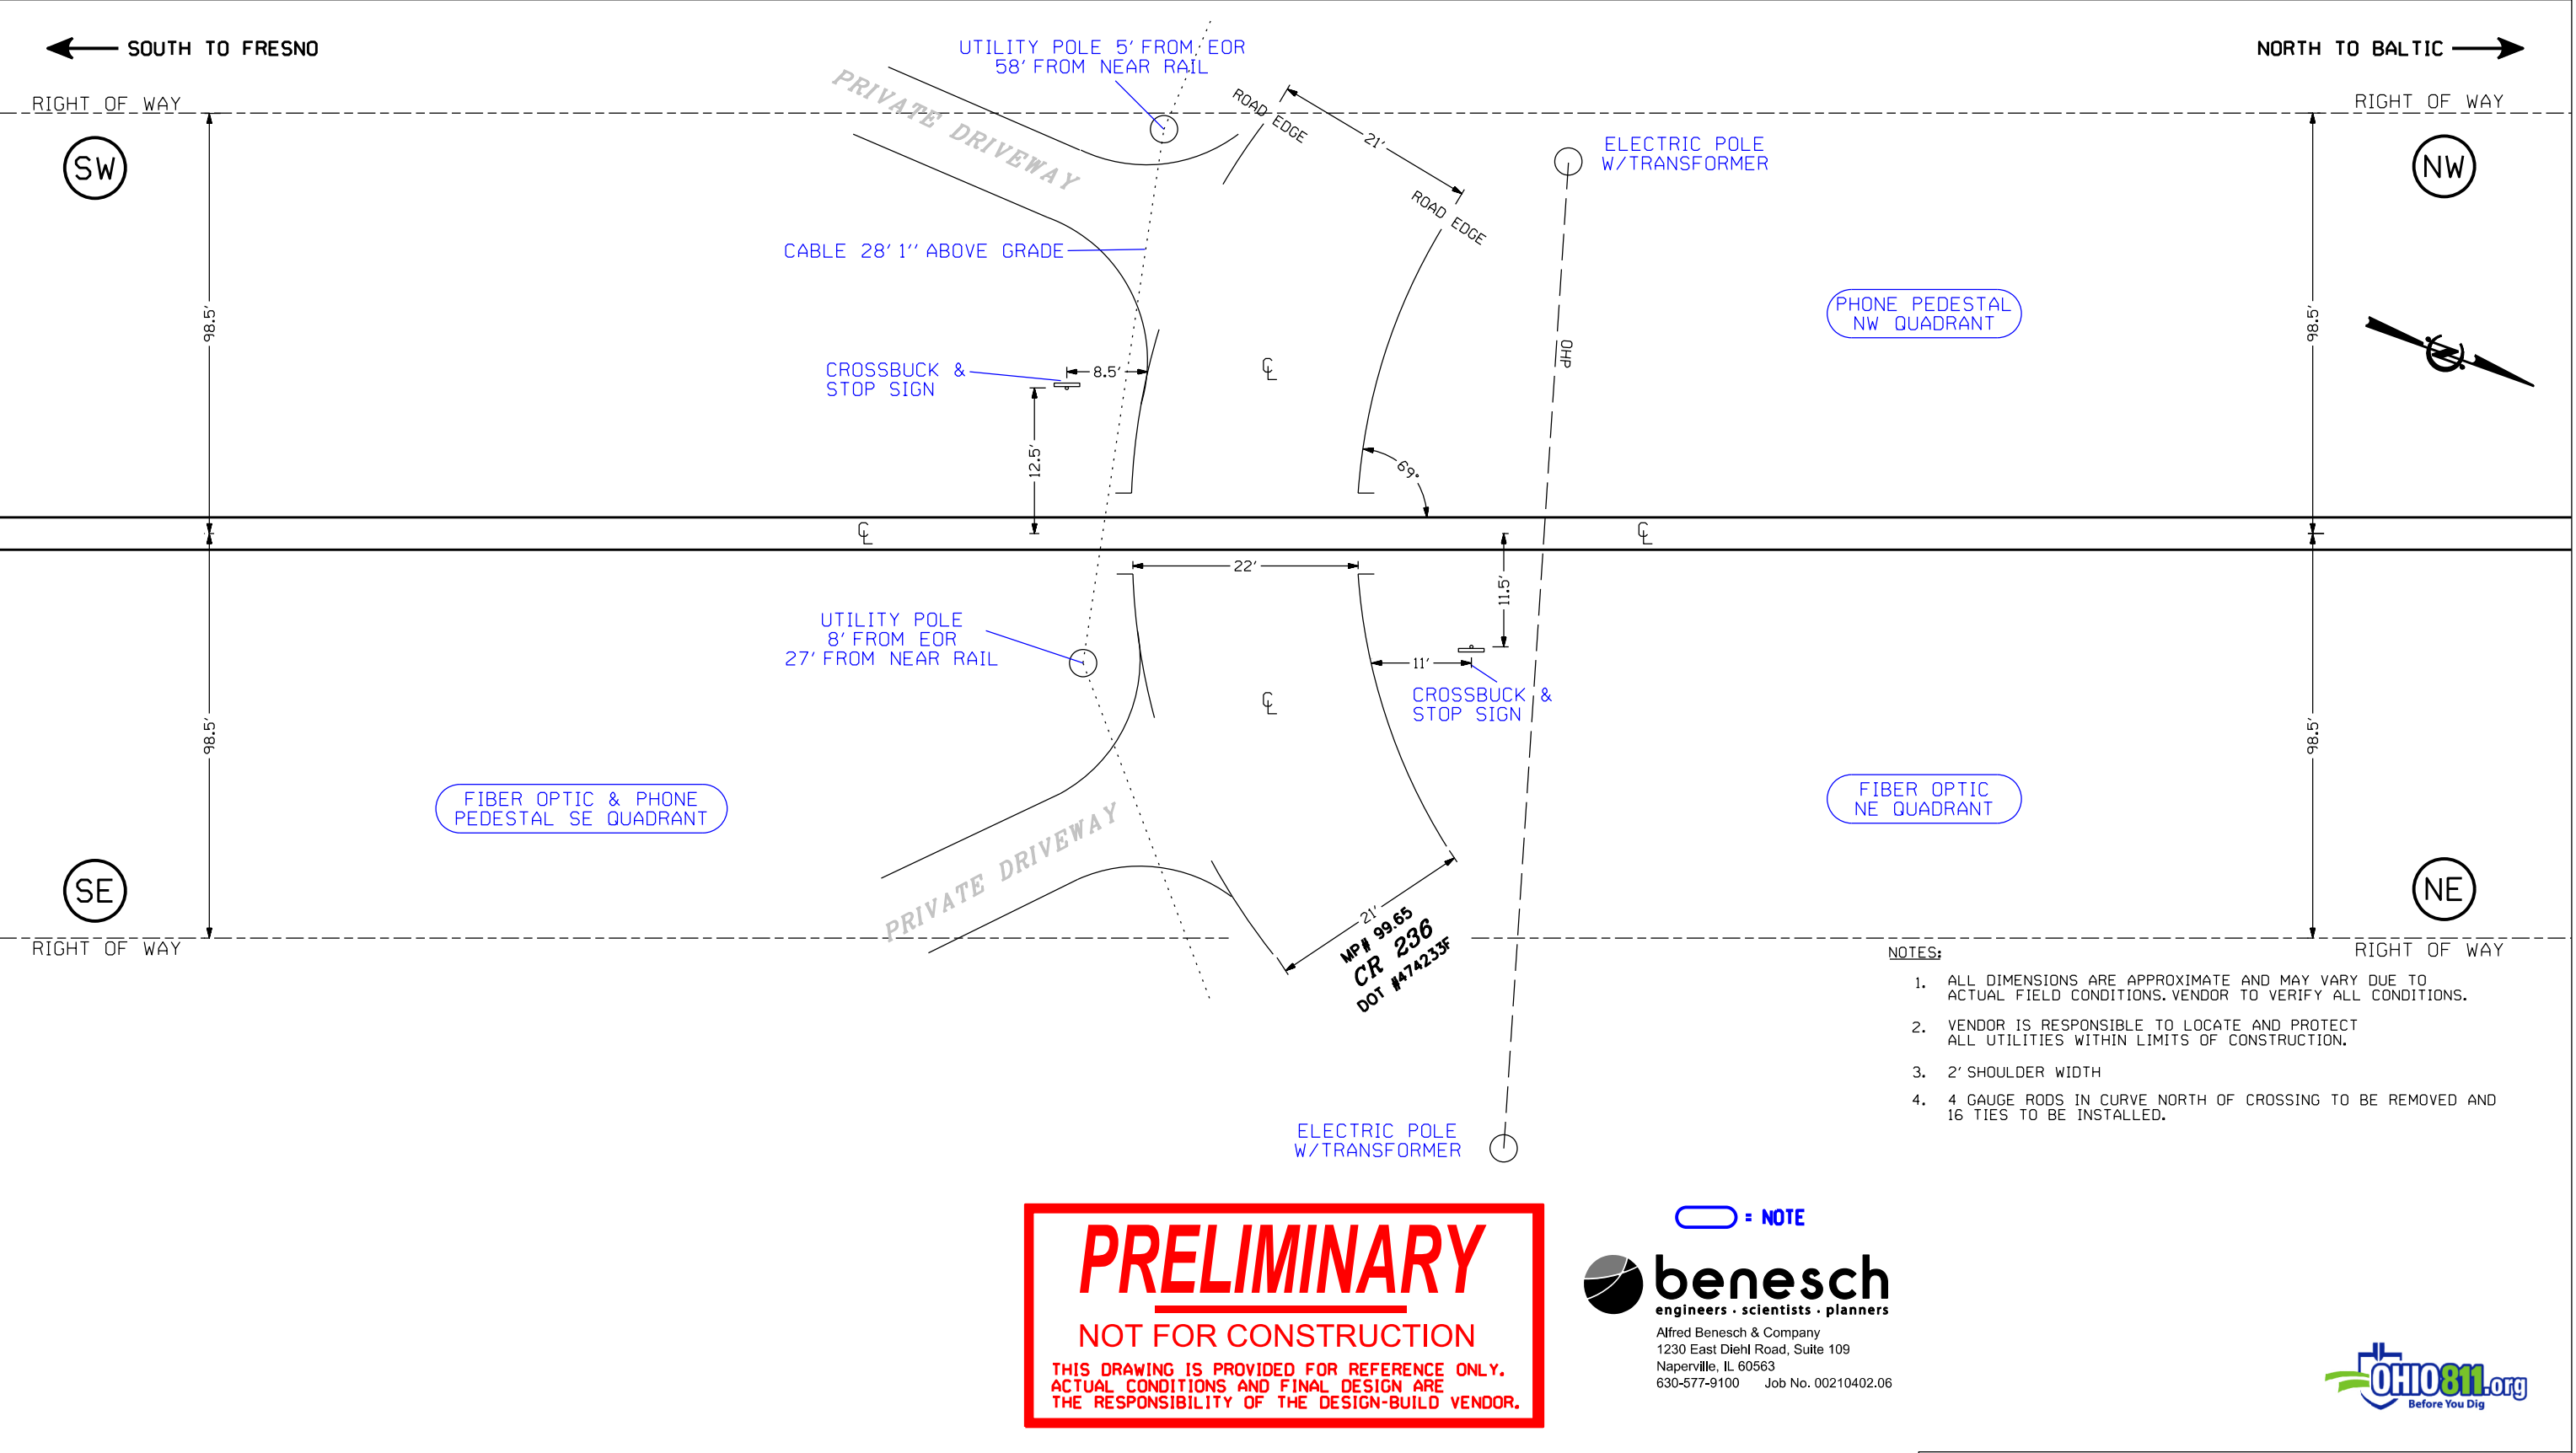 SOUTH TO FRESNO
NORTH TO BALTIC
RIGHT OF WAY
RIGHT OF WAY
SW
NW
UTILITY POLE 5' FROM EOR
58' FROM NEAR RAIL
PRIVATE DRIVEWAY
ROAD EDGE
21'
ROAD EDGE
ELECTRIC POLE
W/TRANSFORMER
CABLE 28' 1'' ABOVE GRADE
98.5'
98.5'
PHONE PEDESTAL
NW QUADRANT
OHP
CROSSBUCK &
STOP SIGN
8.5'
12.5'
℄
69°
N
℄
℄
22'
11.5'
UTILITY POLE
8' FROM EOR
27' FROM NEAR RAIL
11'
CROSSBUCK &
STOP SIGN
℄
98.5'
98.5'
FIBER OPTIC & PHONE
PEDESTAL SE QUADRANT
FIBER OPTIC
NE QUADRANT
PRIVATE DRIVEWAY
SE
NE
21'
MP# 99.65
CR 236
DOT #474233F
RIGHT OF WAY
RIGHT OF WAY
NOTES:
1. ALL DIMENSIONS ARE APPROXIMATE AND MAY VARY DUE TO
ACTUAL FIELD CONDITIONS. VENDOR TO VERIFY ALL CONDITIONS.
2. VENDOR IS RESPONSIBLE TO LOCATE AND PROTECT
ALL UTILITIES WITHIN LIMITS OF CONSTRUCTION.
3. 2' SHOULDER WIDTH
4. 4 GAUGE RODS IN CURVE NORTH OF CROSSING TO BE REMOVED AND
16 TIES TO BE INSTALLED.
ELECTRIC POLE
W/TRANSFORMER
PRELIMINARY
NOT FOR CONSTRUCTION
THIS DRAWING IS PROVIDED FOR REFERENCE ONLY.
ACTUAL CONDITIONS AND FINAL DESIGN ARE
THE RESPONSIBILITY OF THE DESIGN-BUILD VENDOR.
= NOTE
benesch
engineers · scientists · planners
Alfred Benesch & Company
1230 East Diehl Road, Suite 109
Naperville, IL 60563
630-577-9100 Job No. 00210402.06
OHIO811.org
Before You Dig